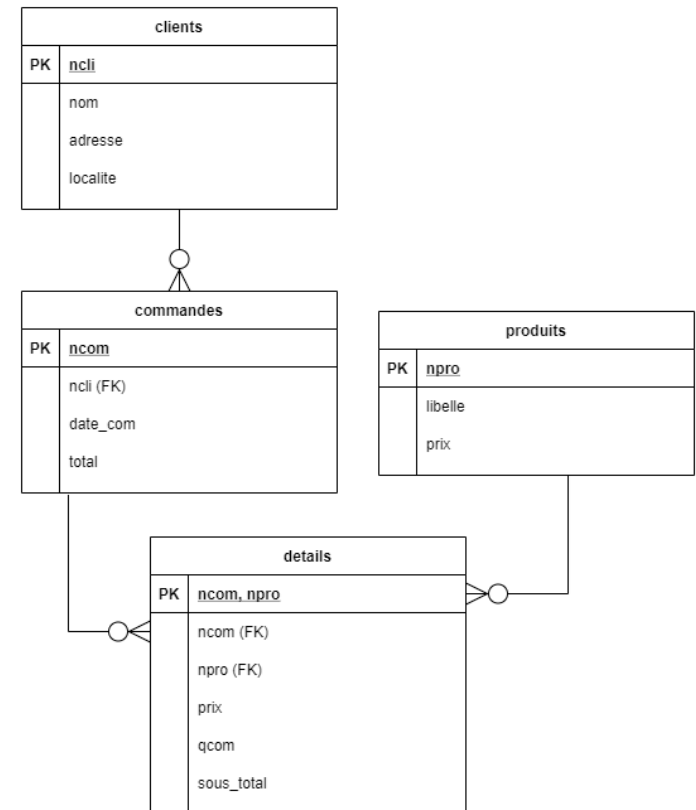 clients
PK ncli
nom
adresse
localite
commandes
PK ncom
ncli (FK)
date_com
total
produits
PK npro
libelle
prix
details
PK ncom, npro
ncom (FK)
npro (FK)
prix
qcom
sous_total